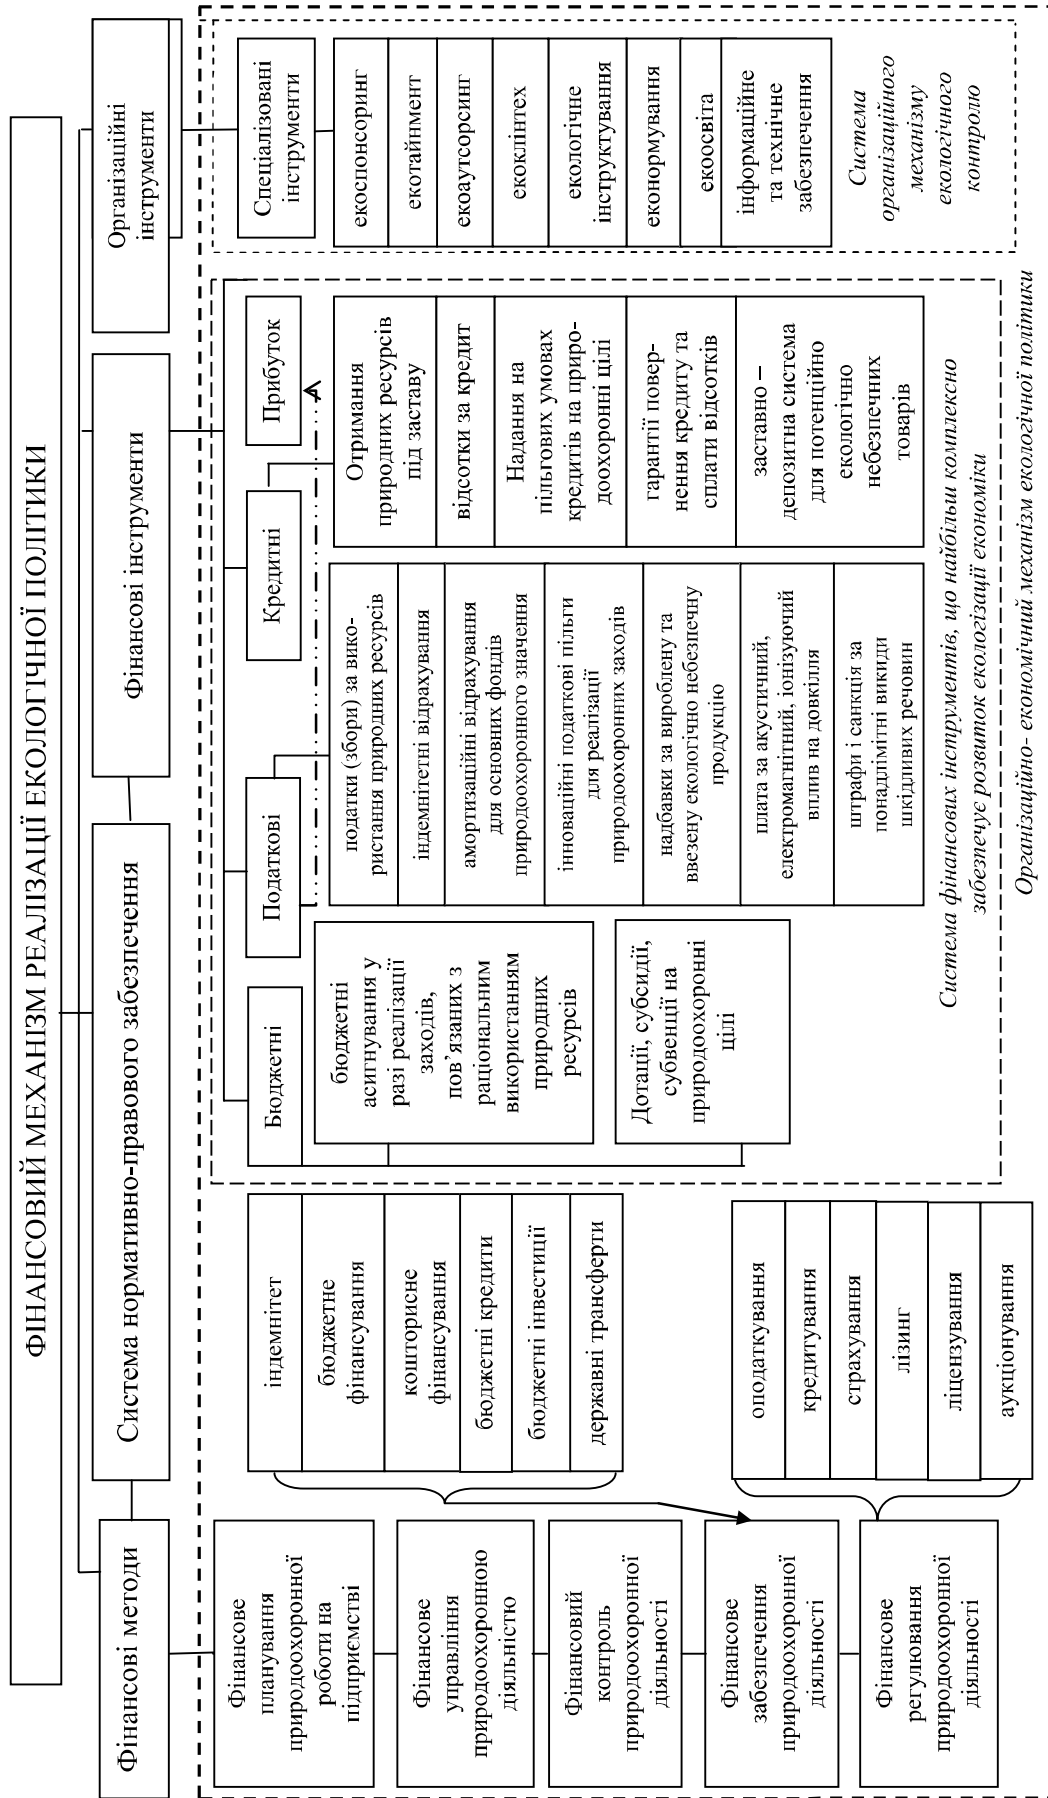 ФІНАНСОВИЙ МЕХАНІЗМ РЕАЛІЗАЦІЇ ЕКОЛОГІЧНОЇ ПОЛІТИКИ
Фінансові методи
Система нормативно-правового забезпечення
Фінансові інструменти
Організаційні
інструменти
Фінансове
планування
природоохоронної
роботи на
підприємстві
Фінансове
управління
природоохоронною
діяльністю
Фінансовий
контроль
природоохоронної
діяльності
Фінансове
забезпечення
природоохоронної
діяльності
Фінансове
регулювання
природоохоронної
діяльності
індемнітет
бюджетне
фінансування
кошторисне
фінансування
бюджетні кредити
бюджетні інвестиції
державні трансферти
оподаткування
кредитування
страхування
лізинг
ліцензування
аукціонування
Бюджетні
бюджетні
асигнування у
разі реалізації
заходів,
пов’язаних з
раціональним
використанням
природних
ресурсів
Дотації, субсидії,
субвенції на
природоохоронні
цілі
Податкові
податки (збори) за вико-
ристання природних ресурсів
індемнітетні відрахування
амортизаційні відрахування
для основних фондів
природоохоронного значення
інноваційні податкові пільги
для реалізації
природоохоронних заходів
надбавки за вироблену та
ввезену екологічно небезпечну
продукцію
плата за акустичний,
електромагнітний, іонізуючий
вплив на довкілля
штрафи і санкція за
понадлімітні викиди
шкідливих речовин
Кредитні
Прибуток
Отримання
природних ресурсів
під заставу
відсотки за кредит
Надання на
пільгових умовах
кредитів на приро-
доохоронні цілі
гарантії повер-
нення кредиту та
сплати відсотків
заставно –
депозитна система
для потенційно
екологічно
небезпечних
товарів
Система фінансових інструментів, що найбільш комплексно
забезпечує розвиток екологізації економіки
Спеціалізовані
інструменти
екоспонсоринг
екотайнмент
екоаутсорсинг
екоклінтех
екологічне
інструктування
еконормування
екоосвіта
інформаційне
та технічне
забезпечення
Система
організаційного
механізму
екологічного
контролю
Організаційно- економічний механізм екологічної політики